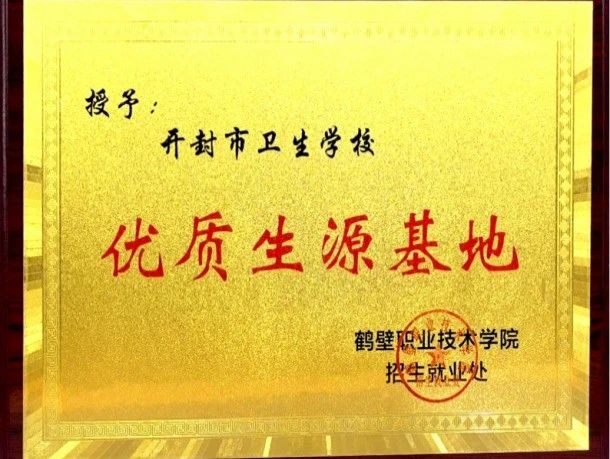 授予：
开封市卫生学校
优质生源基地
鹤壁职业技术学院
招生就业处